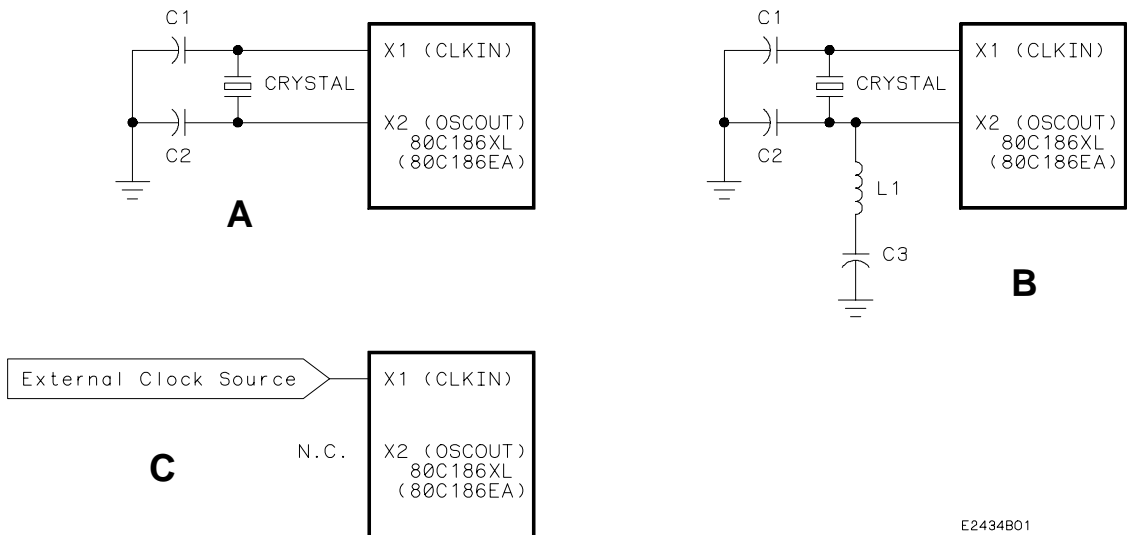 C1
X1 (CLKIN)
CRYSTAL
X2 (OSCOUT)
80C186XL
(80C186EA)
C2
A
C1
X1 (CLKIN)
CRYSTAL
X2 (OSCOUT)
80C186XL
(80C186EA)
C2
L1
C3
B
External Clock Source
X1 (CLKIN)
N.C.
X2 (OSCOUT)
80C186XL
(80C186EA)
C
E2434B01